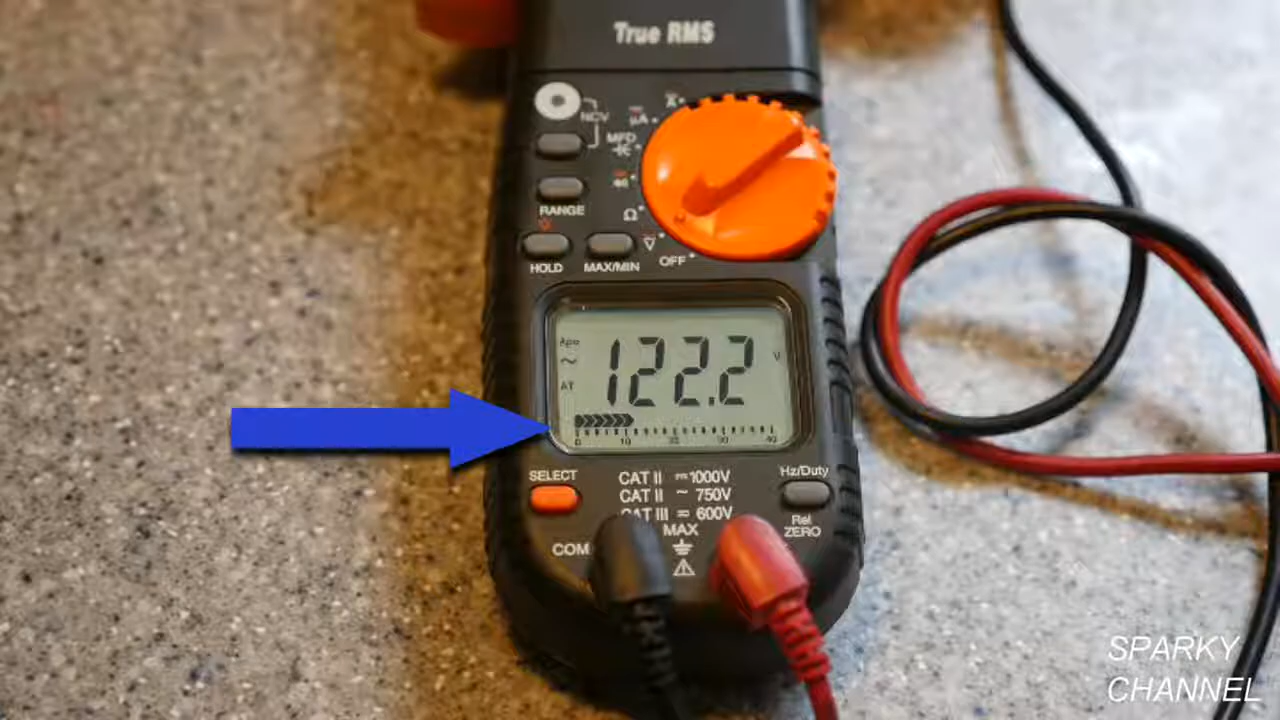 True RMS
NCV
µA
MFD
RANGE
Ω
HOLD
MAX/MIN
OFF
Apo
AT
122.2
V
0 10 20 30 40
SELECT
CAT II ⎓ 1000V
Hz/Duty
CAT II ~ 750V
CAT III = 600V
MAX
Rel
ZERO
COM
SPARKY
CHANNEL